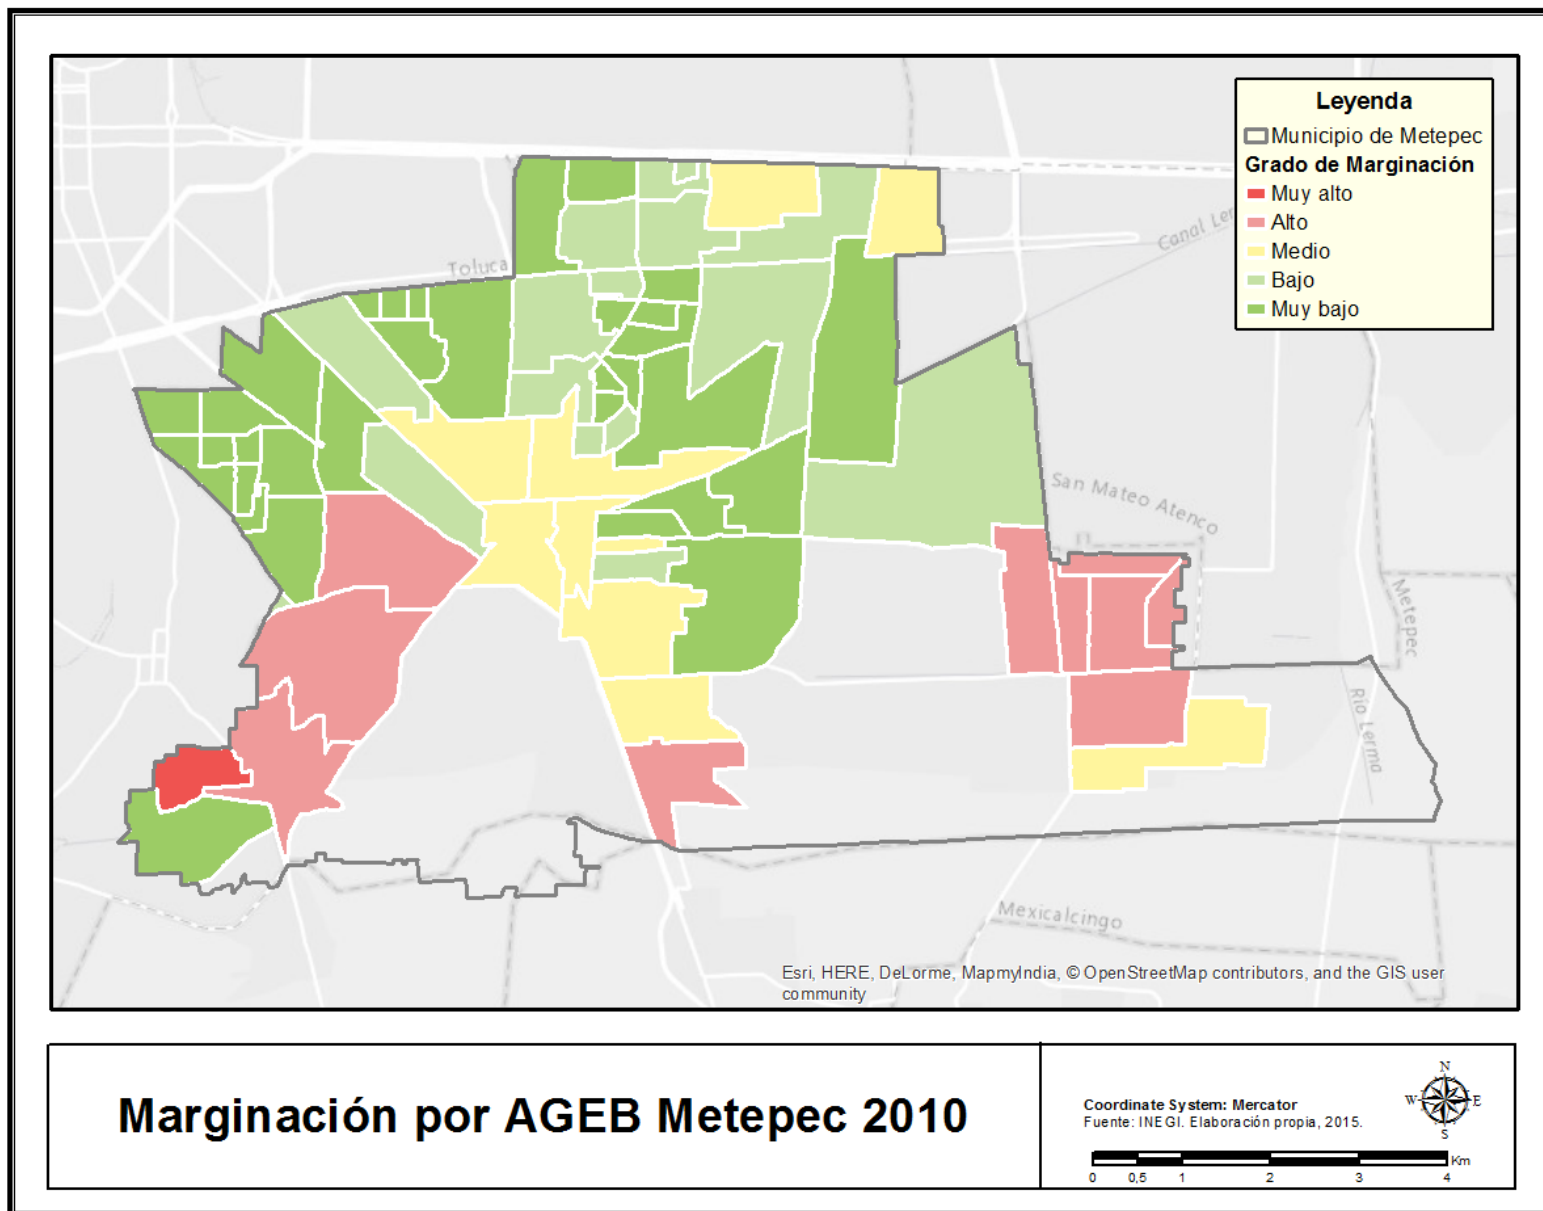 Leyenda
Municipio de Metepec
Grado de Marginación
Muy alto
Alto
Medio
Bajo
Muy bajo
Canal Ler
Toluca
San Mateo Atenco
Metepec
Río Lerma
Mexicalcingo
Esri, HERE, DeLorme, MapmyIndia, © OpenStreetMap contributors, and the GIS user
community
Marginación por AGEB Metepec 2010
Coordinate System: Mercator
Fuente: INEGI. Elaboración propia, 2015.
N
W E
S
Km
0 0,5 1 2 3 4